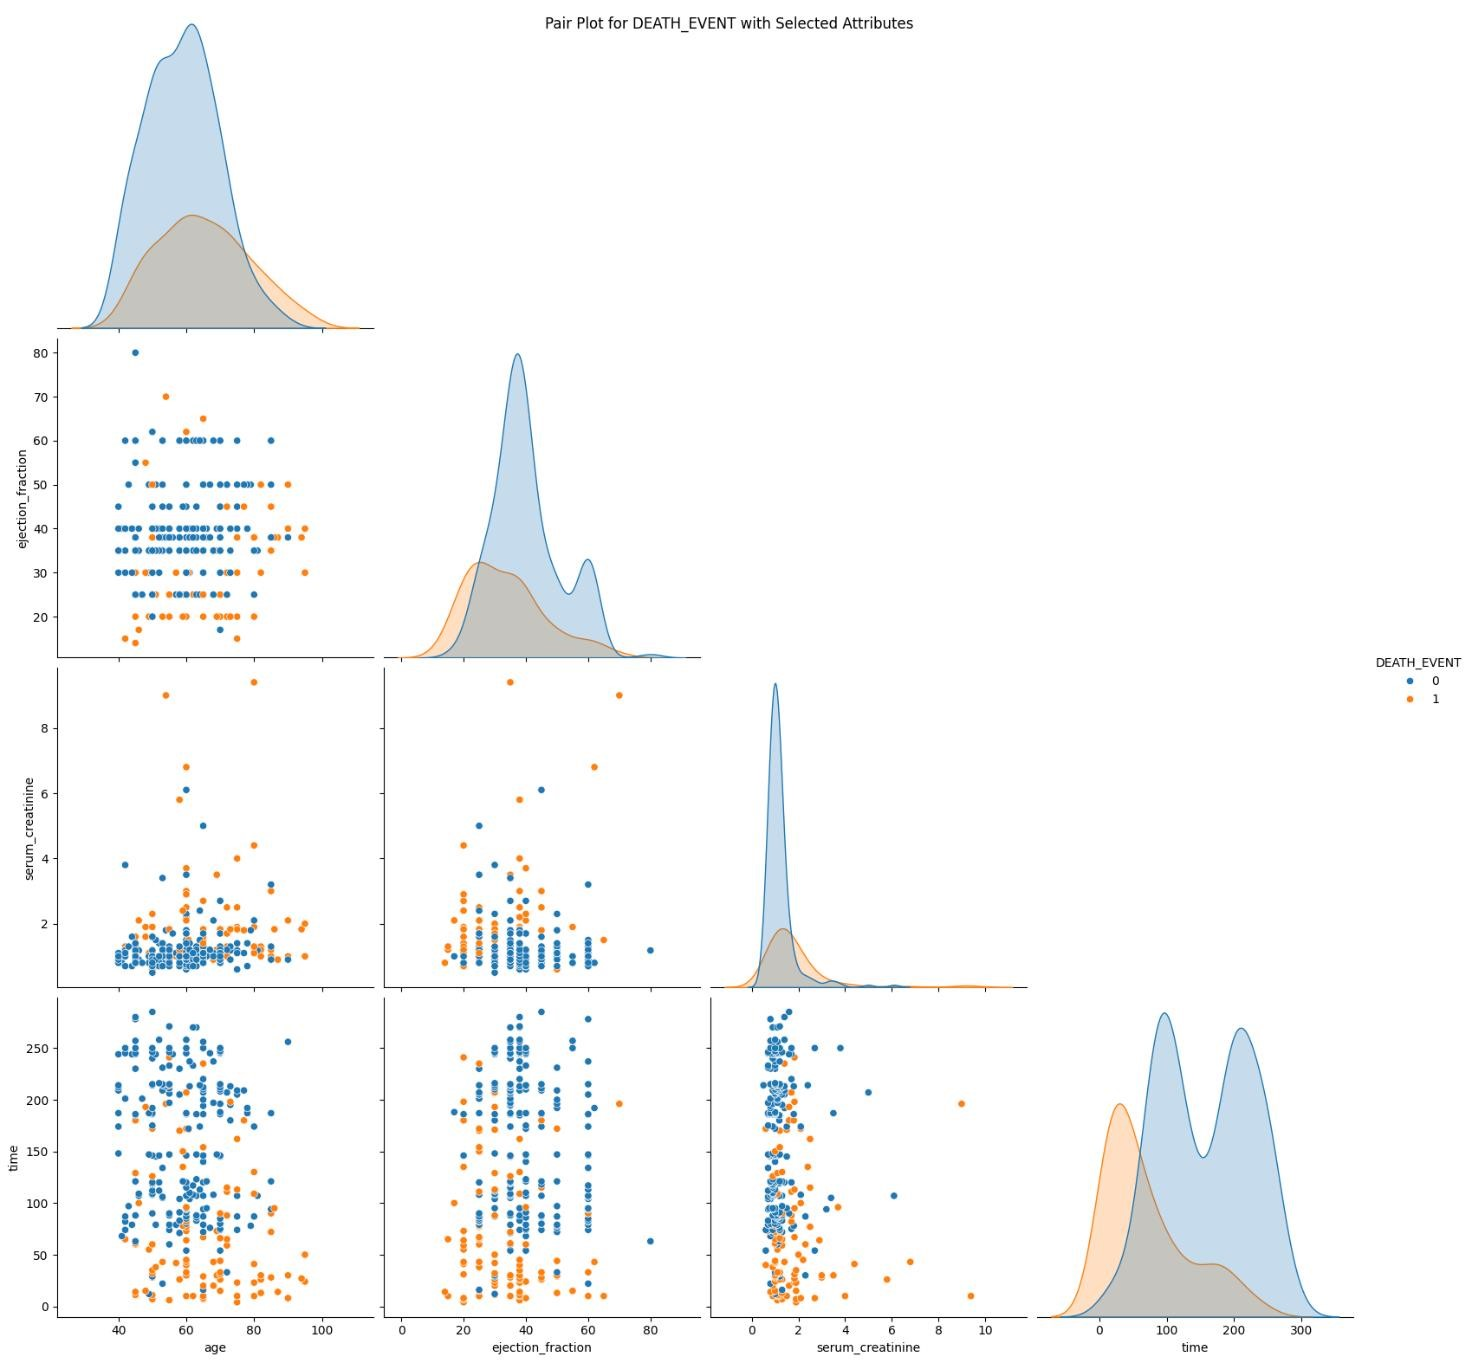 Pair Plot for DEATH_EVENT with Selected Attributes
80
70
60
50
40
30
20
ejection_fraction
8
6
4
2
serum_creatinine
DEATH_EVENT
0
1
250
200
150
100
50
0
time
40 60 80 100
age
0 20 40 60 80
ejection_fraction
0 2 4 6 8 10
serum_creatinine
0 100 200 300
time